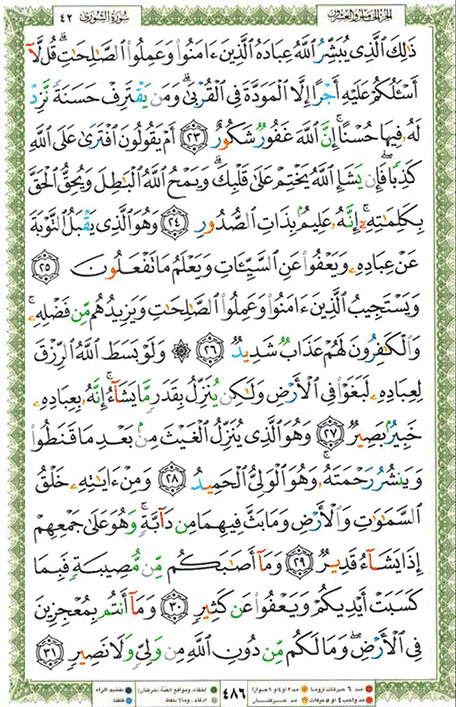 ٤٢ سُورَةُ الشُّورَىٰ الجزء الخامس والعشرون
ذَٰلِكَ ٱلَّذِى يُبَشِّرُ ٱللَّهُ عِبَادَهُ ٱلَّذِينَ ءَامَنُوا۟ وَعَمِلُوا۟ ٱلصَّٰلِحَٰتِ ۗ قُل لَّآ
أَسْـَٔلُكُمْ عَلَيْهِ أَجْرًا إِلَّا ٱلْمَوَدَّةَ فِى ٱلْقُرْبَىٰ ۗ وَمَن يَقْتَرِفْ حَسَنَةً نَّزِدْ
لَهُۥ فِيهَا حُسْنًا ۚ إِنَّ ٱللَّهَ غَفُورٌ شَكُورٌ ٢٣ أَمْ يَقُولُونَ ٱفْتَرَىٰ عَلَى ٱللَّهِ
كَذِبًا ۖ فَإِن يَشَإِ ٱللَّهُ يَخْتِمْ عَلَىٰ قَلْبِكَ ۗ وَيَمْحُ ٱللَّهُ ٱلْبَٰطِلَ وَيُحِقُّ ٱلْحَقَّ
بِكَلِمَٰتِهِۦٓ ۚ إِنَّهُۥ عَلِيمٌۢ بِذَاتِ ٱلصُّدُورِ ٢٤ وَهُوَ ٱلَّذِى يَقْبَلُ ٱلتَّوْبَةَ
عَنْ عِبَادِهِۦ وَيَعْفُوا۟ عَنِ ٱلسَّيِّـَٔاتِ وَيَعْلَمُ مَا تَفْعَلُونَ ٢٥
وَيَسْتَجِيبُ ٱلَّذِينَ ءَامَنُوا۟ وَعَمِلُوا۟ ٱلصَّٰلِحَٰتِ وَيَزِيدُهُم مِّن فَضْلِهِۦ ۚ
وَٱلْكَٰفِرُونَ لَهُمْ عَذَابٌ شَدِيدٌ ٢٦ ۞ وَلَوْ بَسَطَ ٱللَّهُ ٱلرِّزْقَ
لِعِبَادِهِۦ لَبَغَوْا۟ فِى ٱلْأَرْضِ وَلَٰكِن يُنَزِّلُ بِقَدَرٍ مَّا يَشَآءُ ۚ إِنَّهُۥ بِعِبَادِهِۦ
خَبِيرٌۢ بَصِيرٌ ٢٧ وَهُوَ ٱلَّذِى يُنَزِّلُ ٱلْغَيْثَ مِنۢ بَعْدِ مَا قَنَطُوا۟
وَيَنشُرُ رَحْمَتَهُۥ ۚ وَهُوَ ٱلْوَلِىُّ ٱلْحَمِيدُ ٢٨ وَمِنْ ءَايَٰتِهِۦ خَلْقُ
ٱلسَّمَٰوَٰتِ وَٱلْأَرْضِ وَمَا بَثَّ فِيهِمَا مِن دَآبَّةٍ ۚ وَهُوَ عَلَىٰ جَمْعِهِمْ
إِذَا يَشَآءُ قَدِيرٌ ٢٩ وَمَآ أَصَٰبَكُم مِّن مُّصِيبَةٍ فَبِمَا
كَسَبَتْ أَيْدِيكُمْ وَيَعْفُوا۟ عَن كَثِيرٍ ٣٠ وَمَآ أَنتُم بِمُعْجِزِينَ
فِى ٱلْأَرْضِ ۖ وَمَا لَكُم مِّن دُونِ ٱللَّهِ مِن وَلِىٍّ وَلَا نَصِيرٍ ٣١
٤٨٦